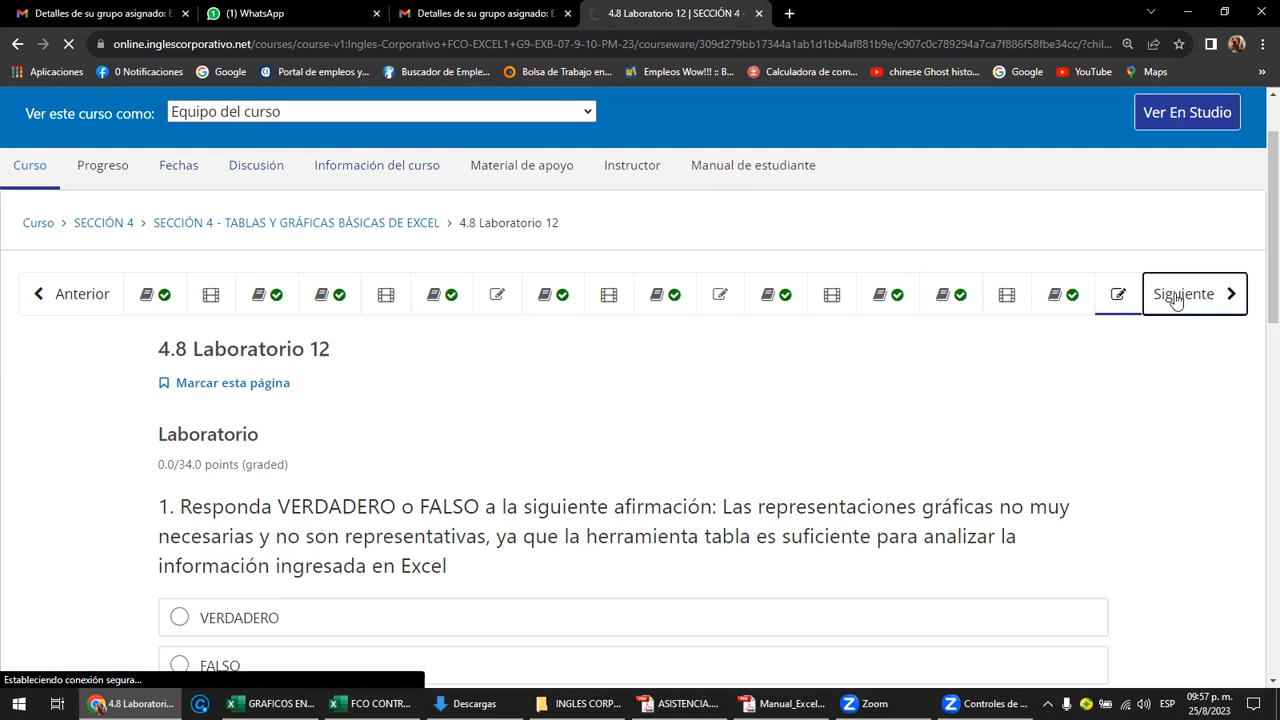 Detalles de su grupo asignado: E
(1) WhatsApp
Detalles de su grupo asignado: E
4.8 Laboratorio 12 | SECCIÓN 4 -
online.inglescorporativo.net/courses/course-v1:Ingles-Corporativo+FCO-EXCEL1+G9-EXB-07-9-10-PM-23/courseware/309d279bb17344a1ab1d1bb4af881b9e/c907c0c789294a7ca7f886f58fbe34cc/?chil...
Aplicaciones
0 Notificaciones
Google
Portal de empleos y...
Buscador de Emple...
Bolsa de Trabajo en...
Empleos Wow!!! :: B...
Calculadora de com...
chinese Ghost histo...
Google
YouTube
Maps
Ver este curso como:
Equipo del curso
Ver En Studio
Curso
Progreso
Fechas
Discusión
Información del curso
Material de apoyo
Instructor
Manual de estudiante
Curso > SECCIÓN 4 > SECCIÓN 4 - TABLAS Y GRÁFICAS BÁSICAS DE EXCEL > 4.8 Laboratorio 12
Anterior
Siguiente
4.8 Laboratorio 12
Marcar esta página
Laboratorio
0.0/34.0 points (graded)
1. Responda VERDADERO o FALSO a la siguiente afirmación: Las representaciones gráficas no muy
necesarias y no son representativas, ya que la herramienta tabla es suficiente para analizar la
información ingresada en Excel
VERDADERO
FALSO
Estableciendo conexión segura...
4.8 Laboratori...
GRAFICOS EN...
FCO CONTR...
Descargas
INGLES CORP...
ASISTENCIA....
Manual_Excel...
Zoom
Controles de ...
ESP
09:57 p. m.
25/8/2023